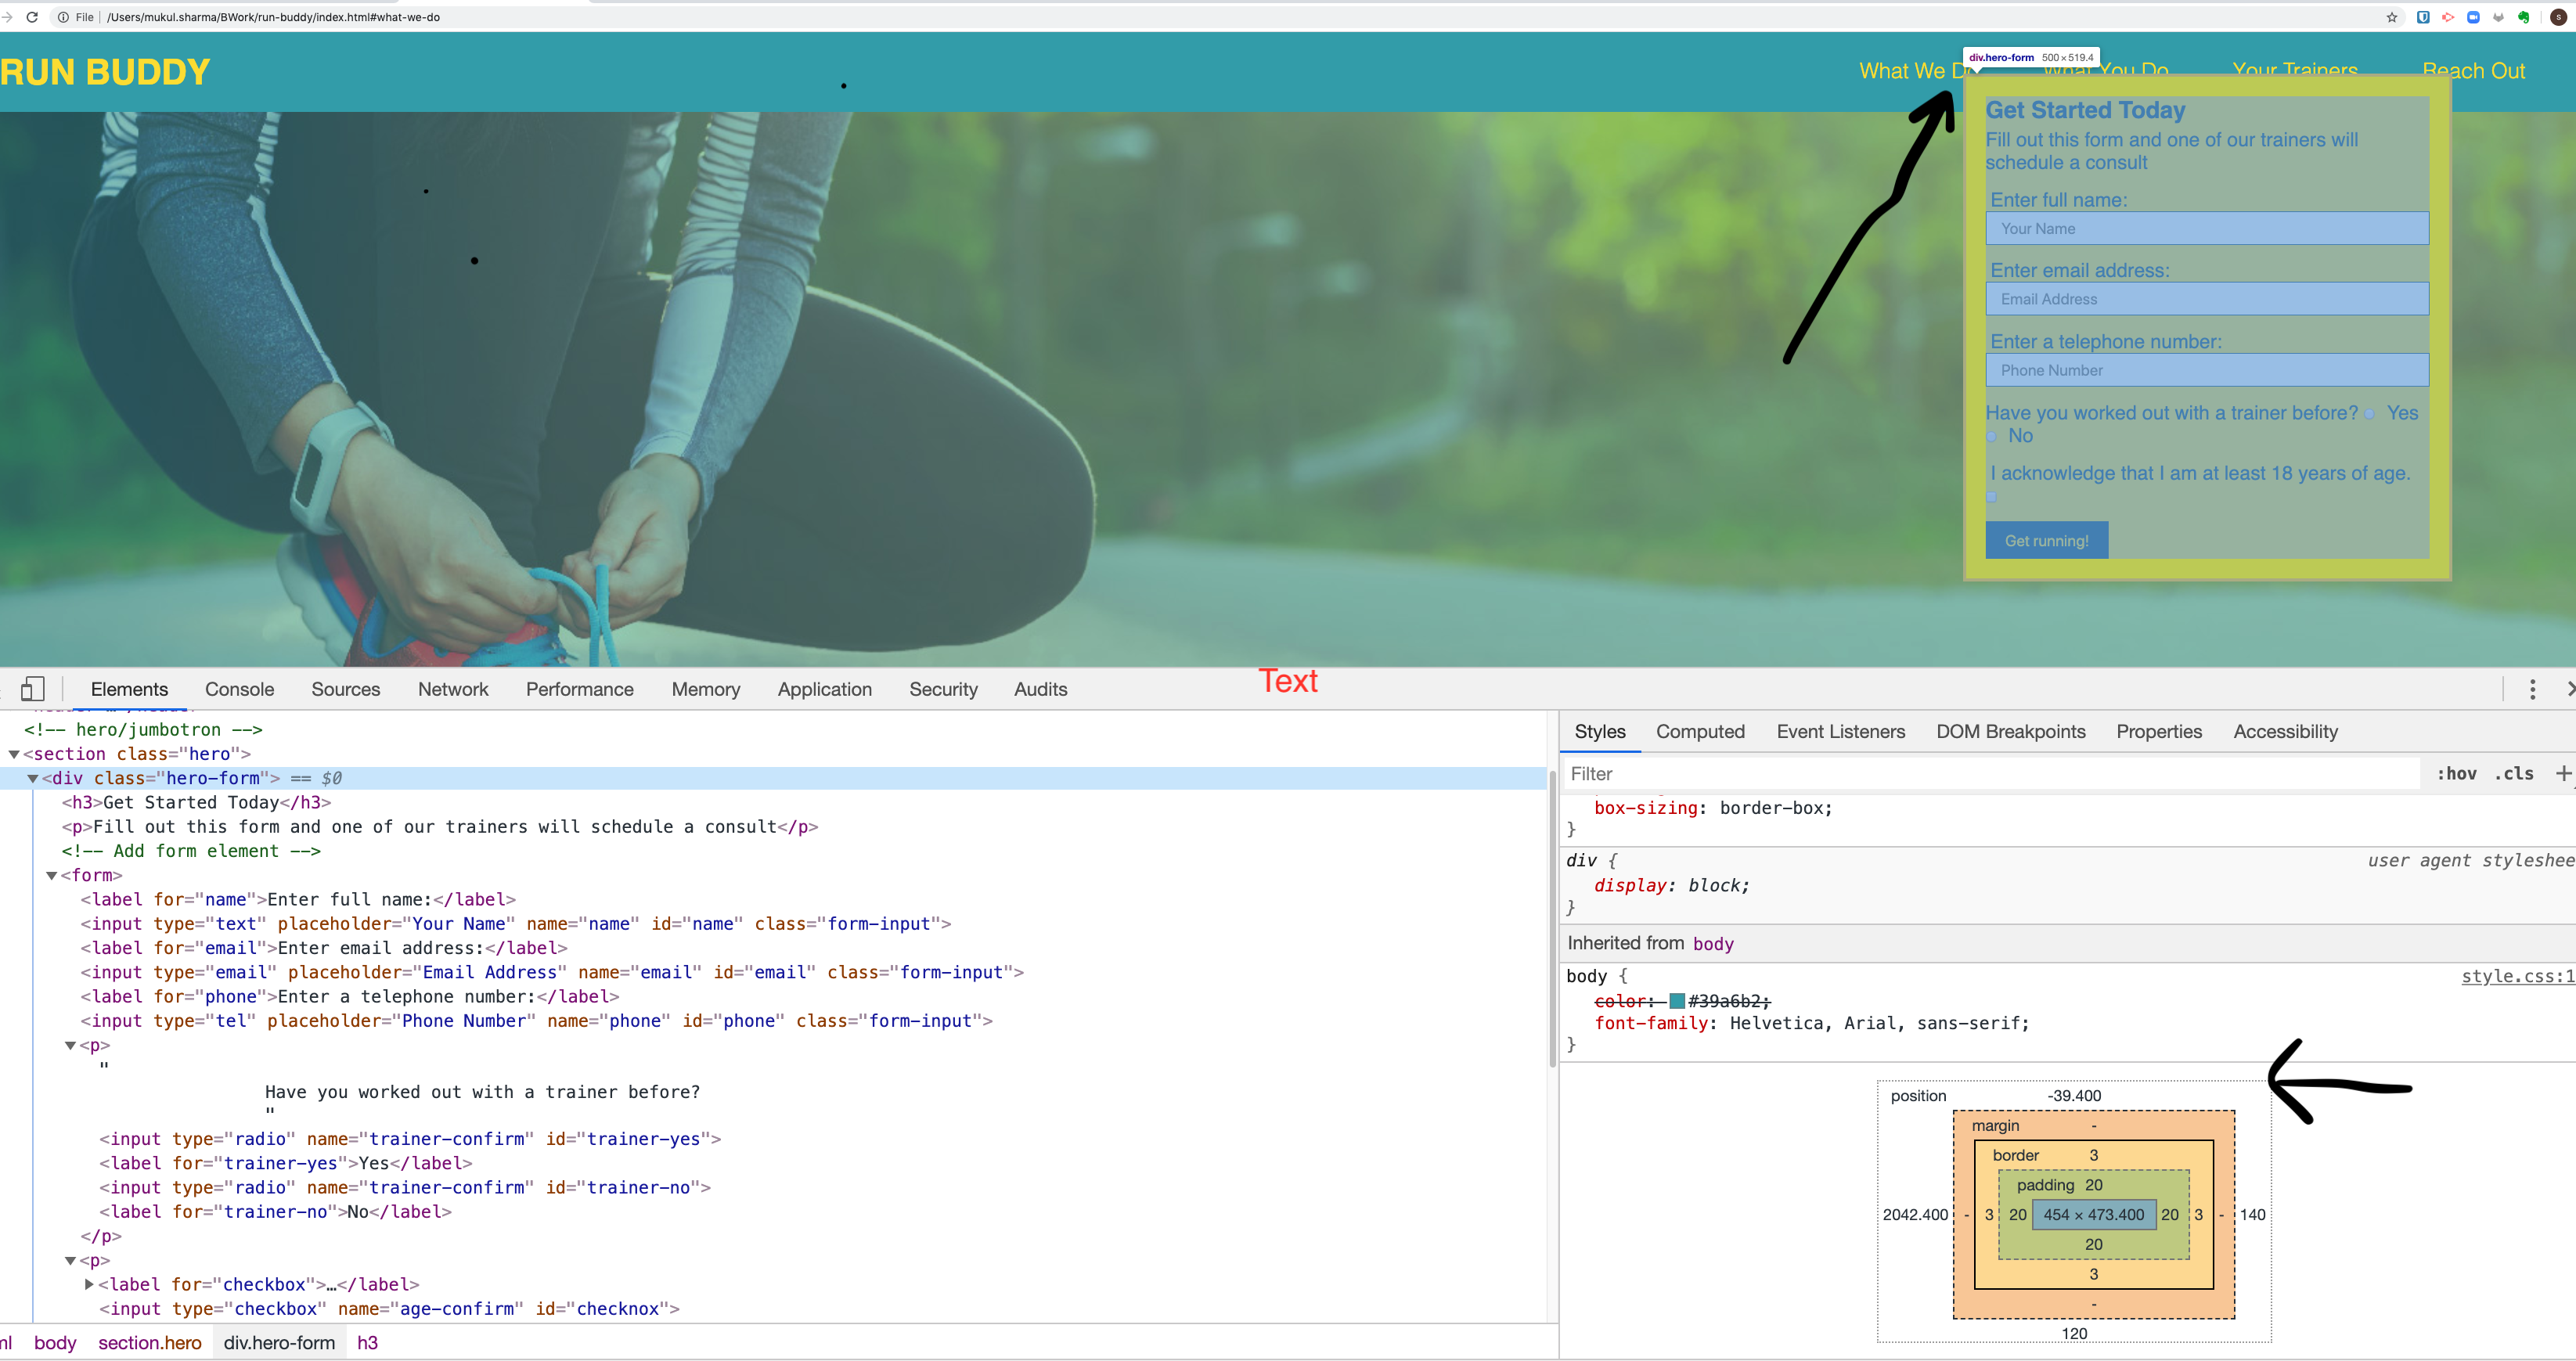 File | /Users/mukul.sharma/BWork/run-buddy/index.html#what-we-do
S
RUN BUDDY
What We Do What You Do Your Trainers Reach Out
div.hero-form 500 × 519.4
Get Started Today
Fill out this form and one of our trainers will
schedule a consult
Enter full name:
Your Name
Enter email address:
Email Address
Enter a telephone number:
Phone Number
Have you worked out with a trainer before? Yes
No
I acknowledge that I am at least 18 years of age.
Get running!
Text
Elements Console Sources Network Performance Memory Application Security Audits
<!-- hero/jumbotron -->
<section class="hero">
<div class="hero-form"> == $0
<h3>Get Started Today</h3>
<p>Fill out this form and one of our trainers will schedule a consult</p>
<!-- Add form element -->
<form>
<label for="name">Enter full name:</label>
<input type="text" placeholder="Your Name" name="name" id="name" class="form-input">
<label for="email">Enter email address:</label>
<input type="email" placeholder="Email Address" name="email" id="email" class="form-input">
<label for="phone">Enter a telephone number:</label>
<input type="tel" placeholder="Phone Number" name="phone" id="phone" class="form-input">
<p>
"
Have you worked out with a trainer before?
"
<input type="radio" name="trainer-confirm" id="trainer-yes">
<label for="trainer-yes">Yes</label>
<input type="radio" name="trainer-confirm" id="trainer-no">
<label for="trainer-no">No</label>
</p>
<p>
<label for="checkbox">…</label>
<input type="checkbox" name="age-confirm" id="checknox">
ml body section.hero div.hero-form h3
Styles Computed Event Listeners DOM Breakpoints Properties Accessibility
Filter :hov .cls +
box-sizing: border-box;
}
div { user agent styleshee
display: block;
}
Inherited from body
body { style.css:1
color: #39a6b2;
font-family: Helvetica, Arial, sans-serif;
}
position -39.400
margin -
border 3
padding 20
2042.400 - 3 20 454 × 473.400 20 3 - 140
20
3
-
120